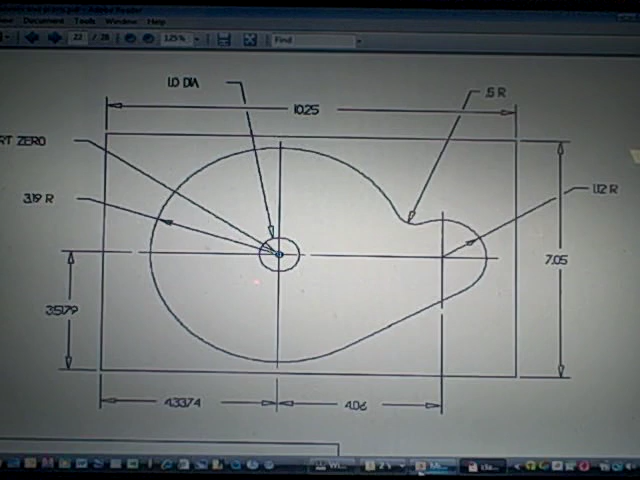 Document Tools Window Help
22 / 28 125% Find
1.0 DIA
.5 R
10.25
RT ZERO
3.19 R
1.12 R
7.05
3.5179
4.3374
4.06